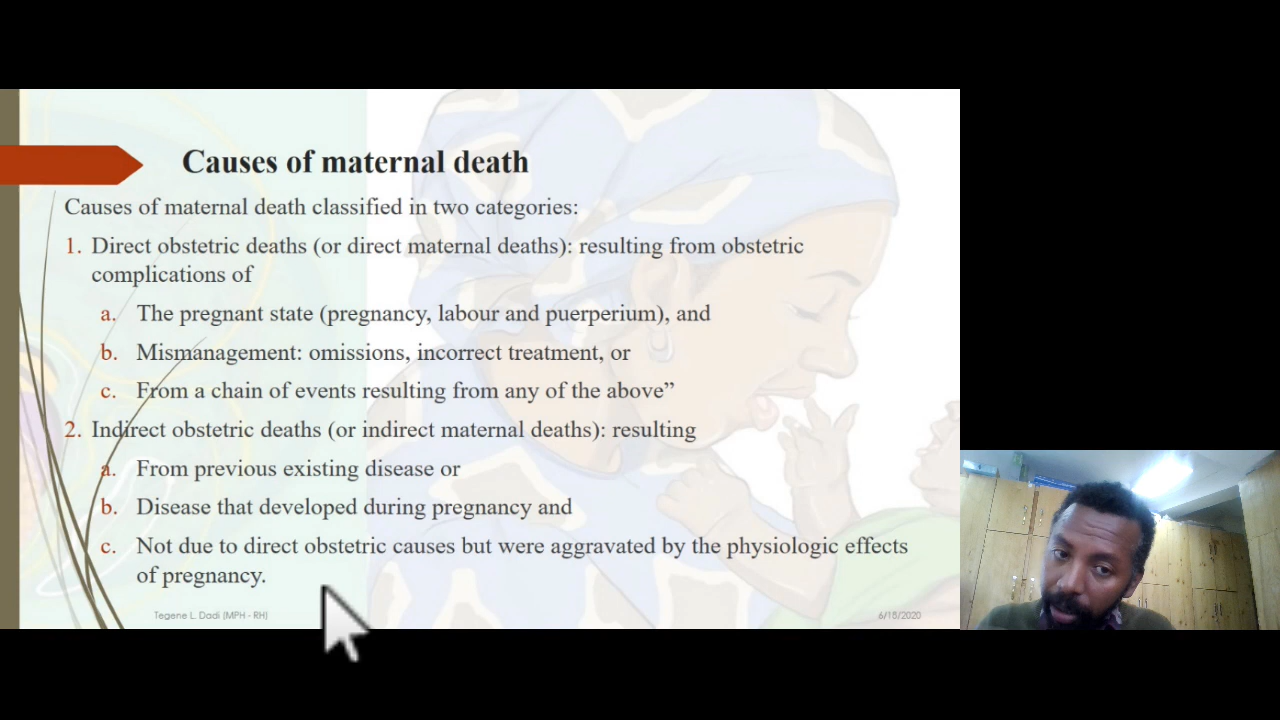 Causes of maternal death
Causes of maternal death classified in two categories:
1. Direct obstetric deaths (or direct maternal deaths): resulting from obstetric
complications of
a. The pregnant state (pregnancy, labour and puerperium), and
b. Mismanagement: omissions, incorrect treatment, or
c. From a chain of events resulting from any of the above”
2. Indirect obstetric deaths (or indirect maternal deaths): resulting
a. From previous existing disease or
b. Disease that developed during pregnancy and
c. Not due to direct obstetric causes but were aggravated by the physiologic effects
of pregnancy.
Tegene L. Dadi (MPH - RH)
6/18/2020